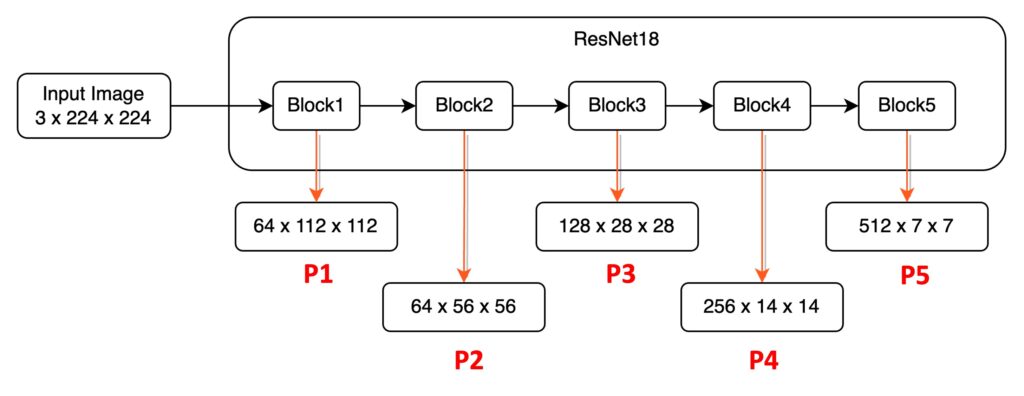 ResNet18
Input Image
3 x 224 x 224
Block1
Block2
Block3
Block4
Block5
64 x 112 x 112
128 x 28 x 28
512 x 7 x 7
P1
P3
P5
64 x 56 x 56
256 x 14 x 14
P2
P4